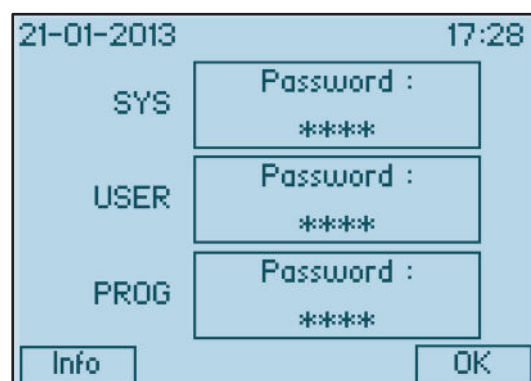 21-01-2013 17:28
SYS Password :
****
USER Password :
****
PROG Password :
****
Info OK